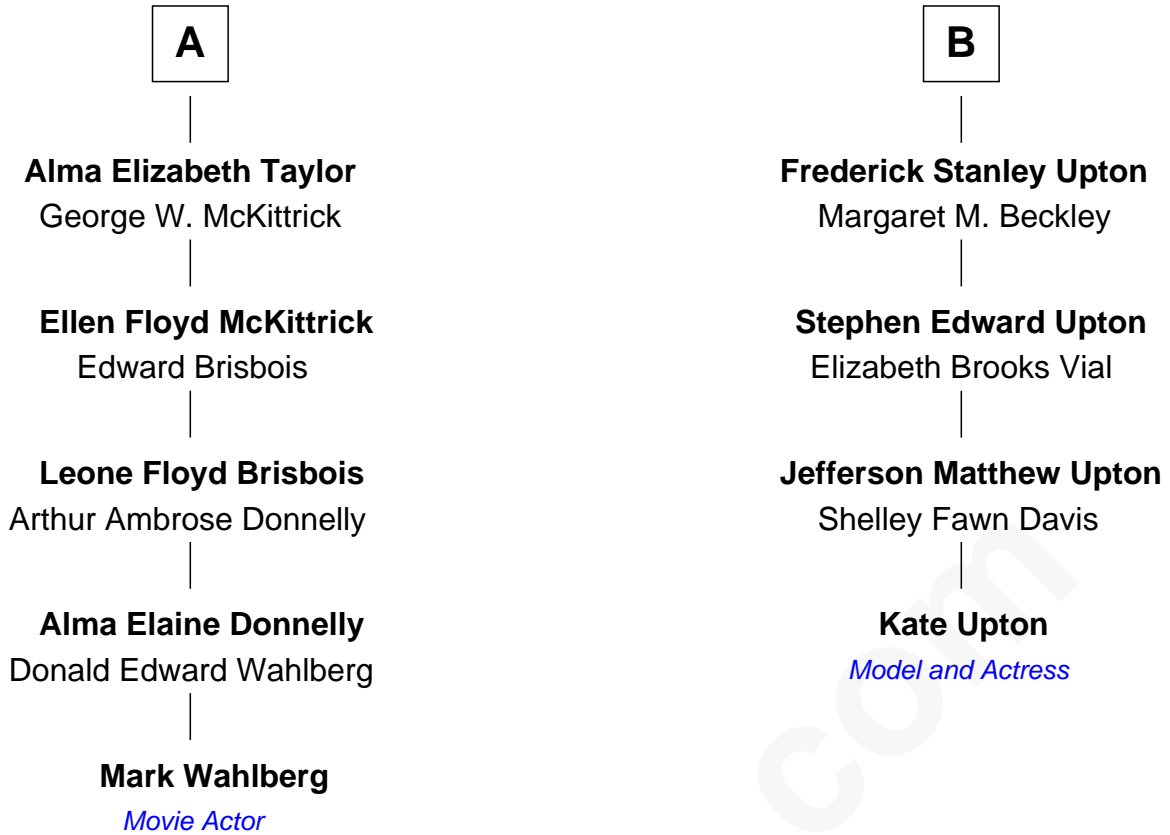 A
Alma Elizabeth Taylor
George W. McKittrick
Ellen Floyd McKittrick
Edward Brisbois
Leone Floyd Brisbois
Arthur Ambrose Donnelly
Alma Elaine Donnelly
Donald Edward Wahlberg
Mark Wahlberg
Movie Actor
B
Frederick Stanley Upton
Margaret M. Beckley
Stephen Edward Upton
Elizabeth Brooks Vial
Jefferson Matthew Upton
Shelley Fawn Davis
Kate Upton
Model and Actress
com